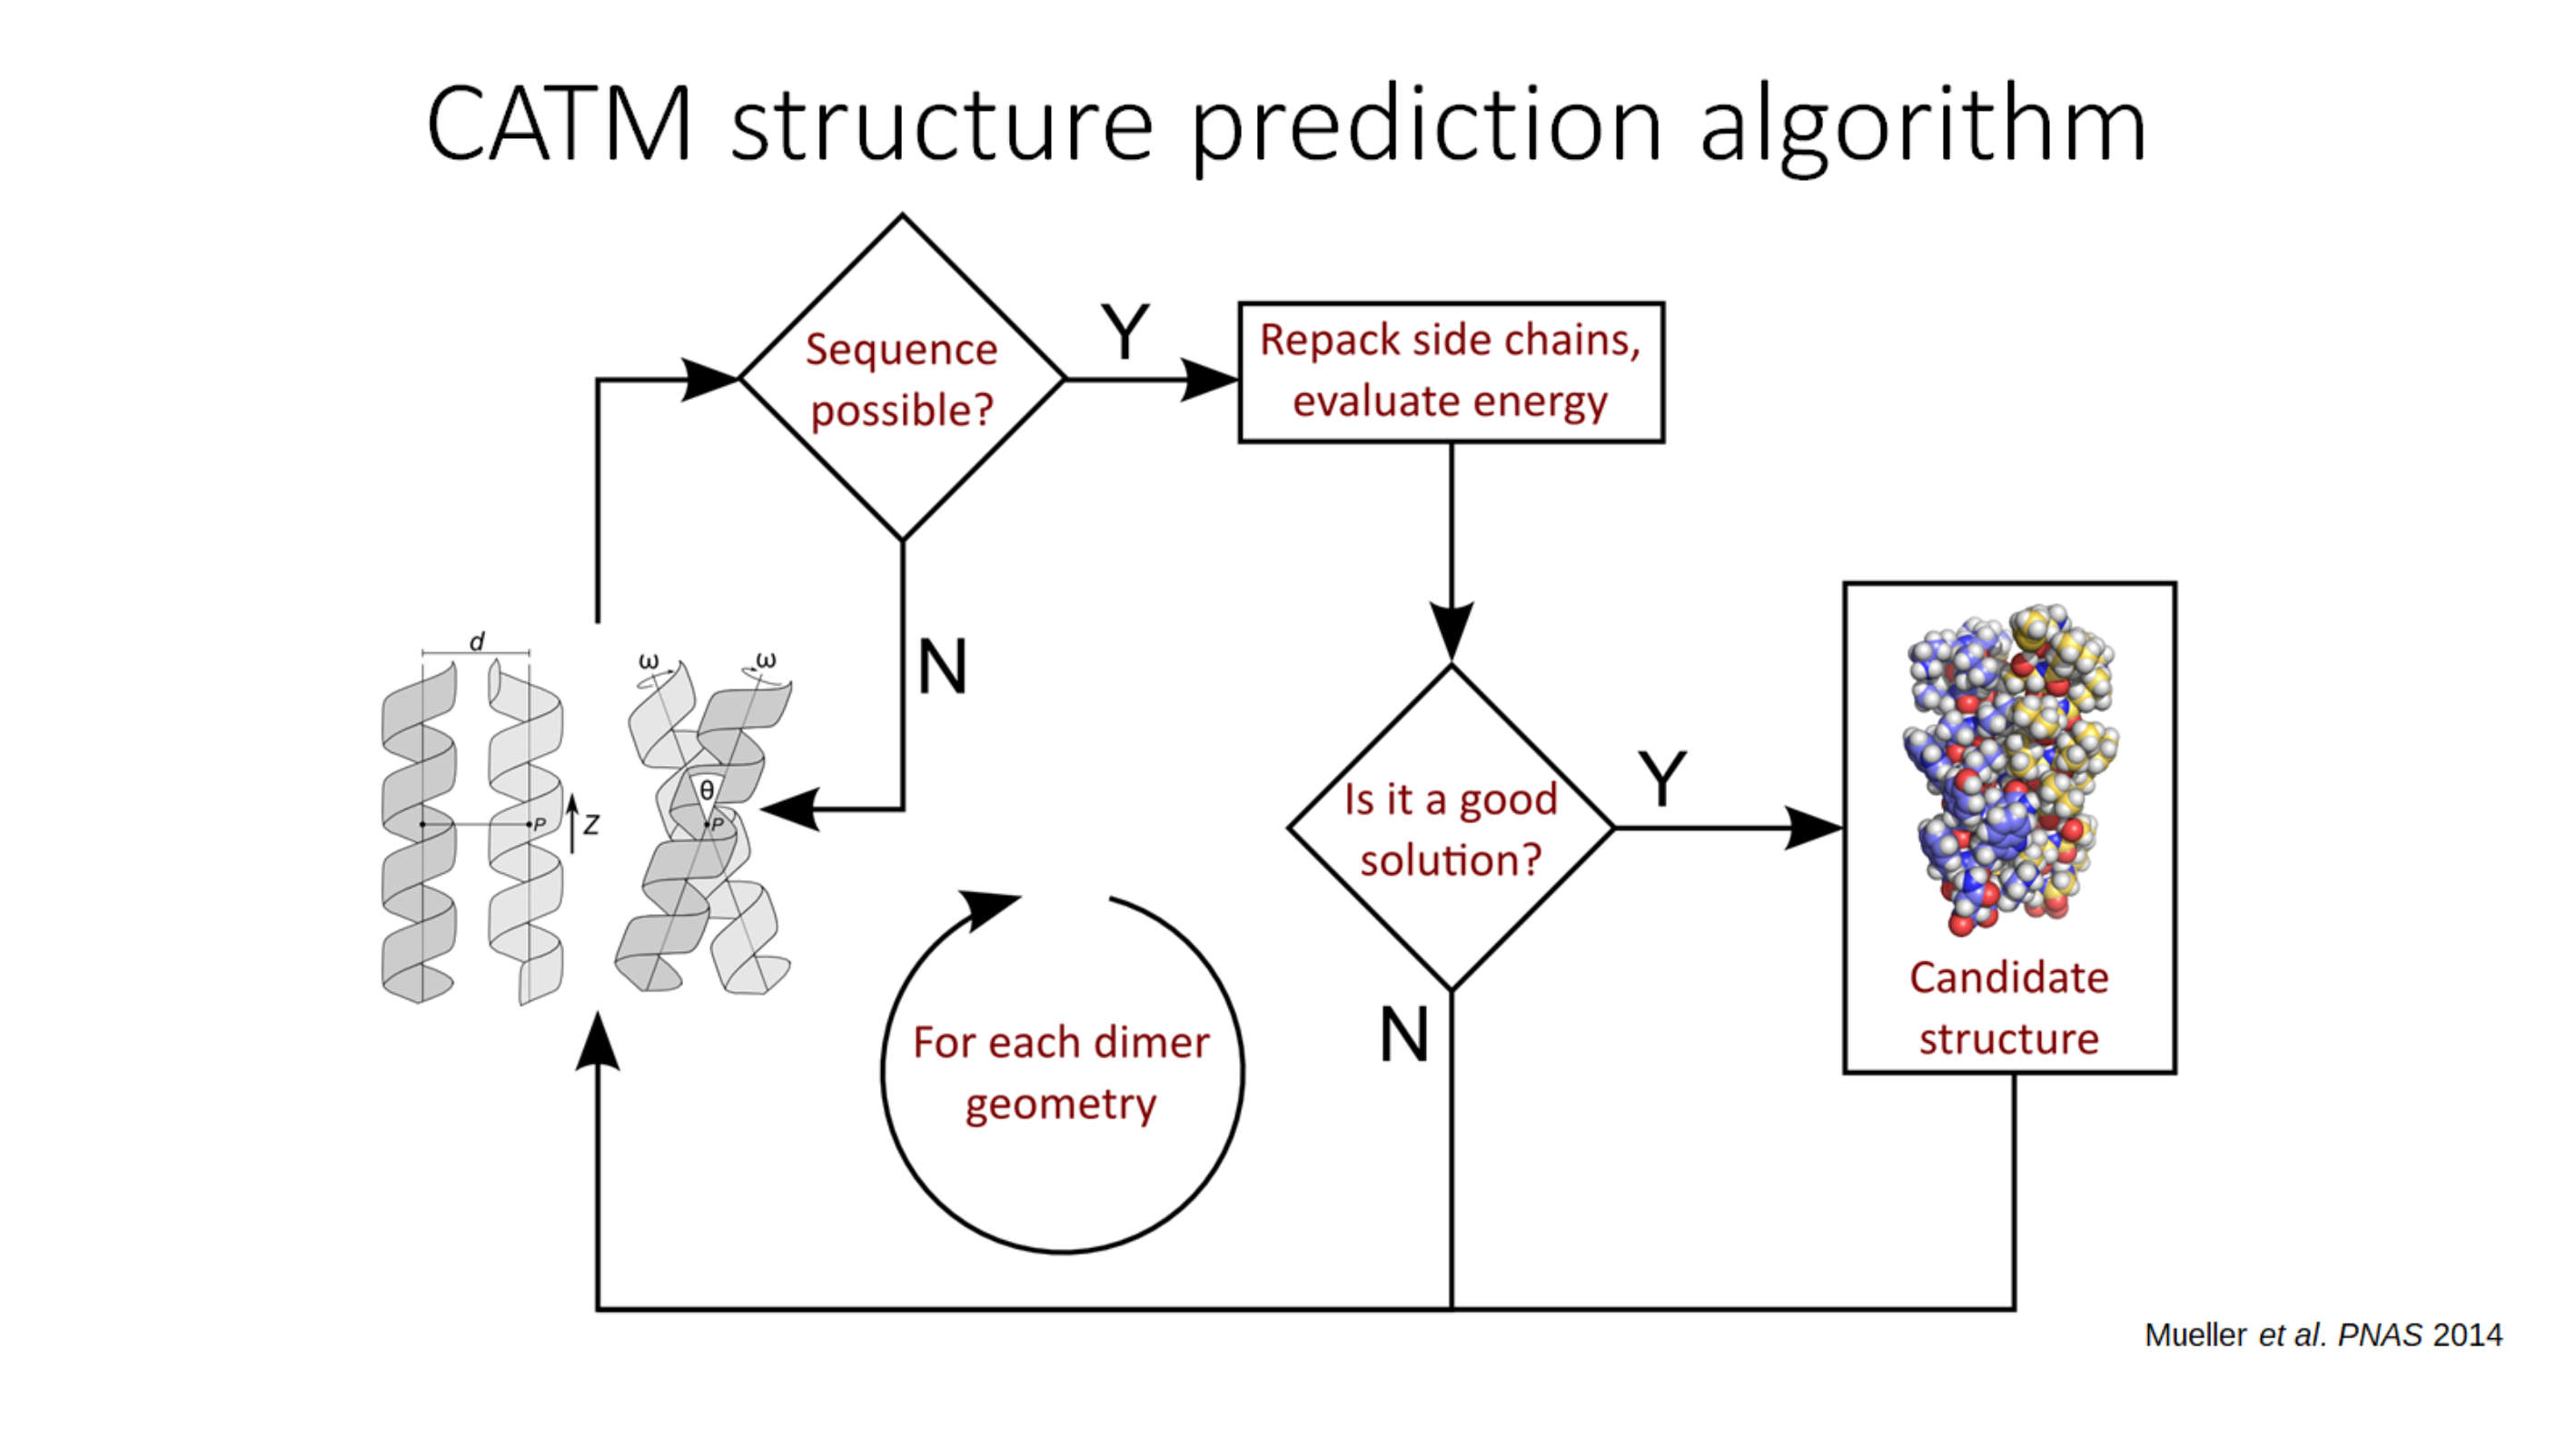 CATM structure prediction algorithm
Sequence
possible?
Y
Repack side chains,
evaluate energy
N
d
P
Z
ω
ω
θ
P
Is it a good
solution?
Y
N
For each dimer
geometry
Candidate
structure
Mueller et al. PNAS 2014